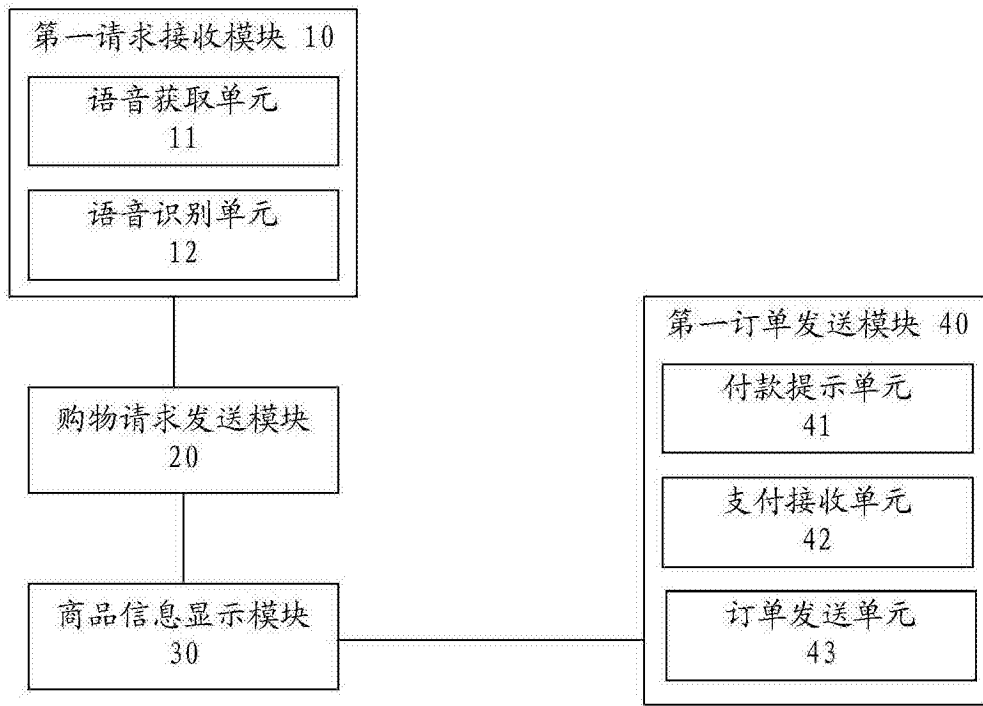 第一请求接收模块 10
语音获取单元
11
语音识别单元
12
购物请求发送模块
20
商品信息显示模块
30
第一订单发送模块 40
付款提示单元
41
支付接收单元
42
订单发送单元
43